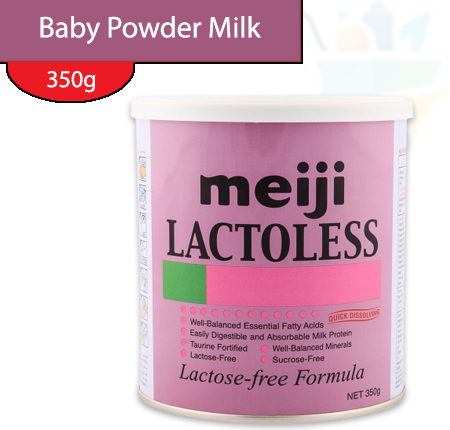 Baby Powder Milk
350g
meiji
LACTOLESS
QUICK DISSOLVING
Well-Balanced Essential Fatty Acids
Easily Digestible and Absorbable Milk Protein
Taurine Fortified Well-Balanced Minerals
Lactose-Free Sucrose-Free
Lactose-free Formula
NET 350g